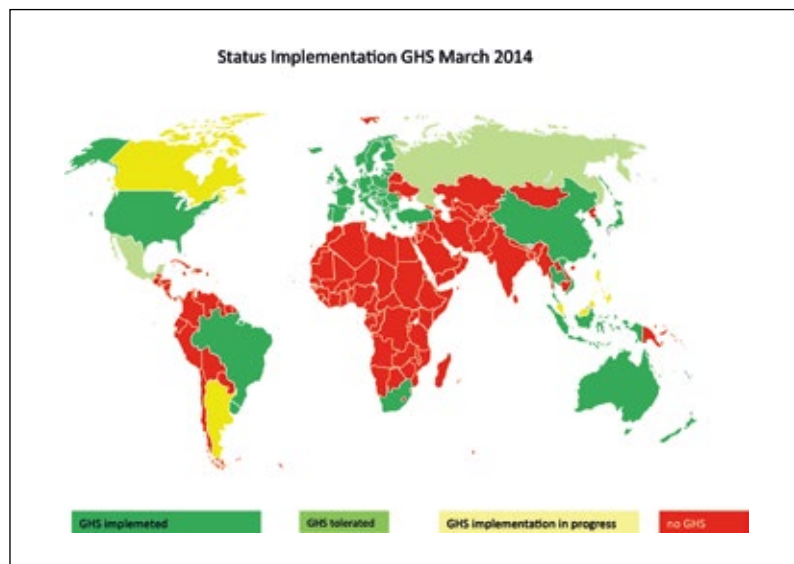 Status Implementation GHS March 2014
GHS implemeted
GHS tolerated
GHS implementation in progress
no GHS